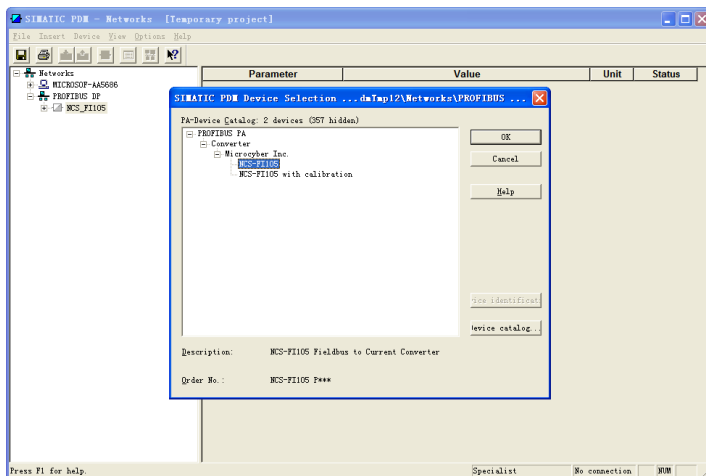 SIMATIC PDM - Networks [Temporary project]
File Insert Device View Options Help
Networks
MICROSOF-AA5686
PROFIBUS DP
NCS_FI105
Parameter Value Unit Status
SIMATIC PDM Device Selection ...dmTmp12\Networks\PROFIBUS ...
PA-Device Catalog: 2 devices (357 hidden)
PROFIBUS PA
Converter
Microcyber Inc.
NCS-FI105
NCS-FI105 with calibration
OK
Cancel
Help
vice identificat
Device catalog...
Description: NCS-FI105 Fieldbus to Current Converter
Order No.: NCS-FI105 P***
Press F1 for help. Specialist No connection NUM